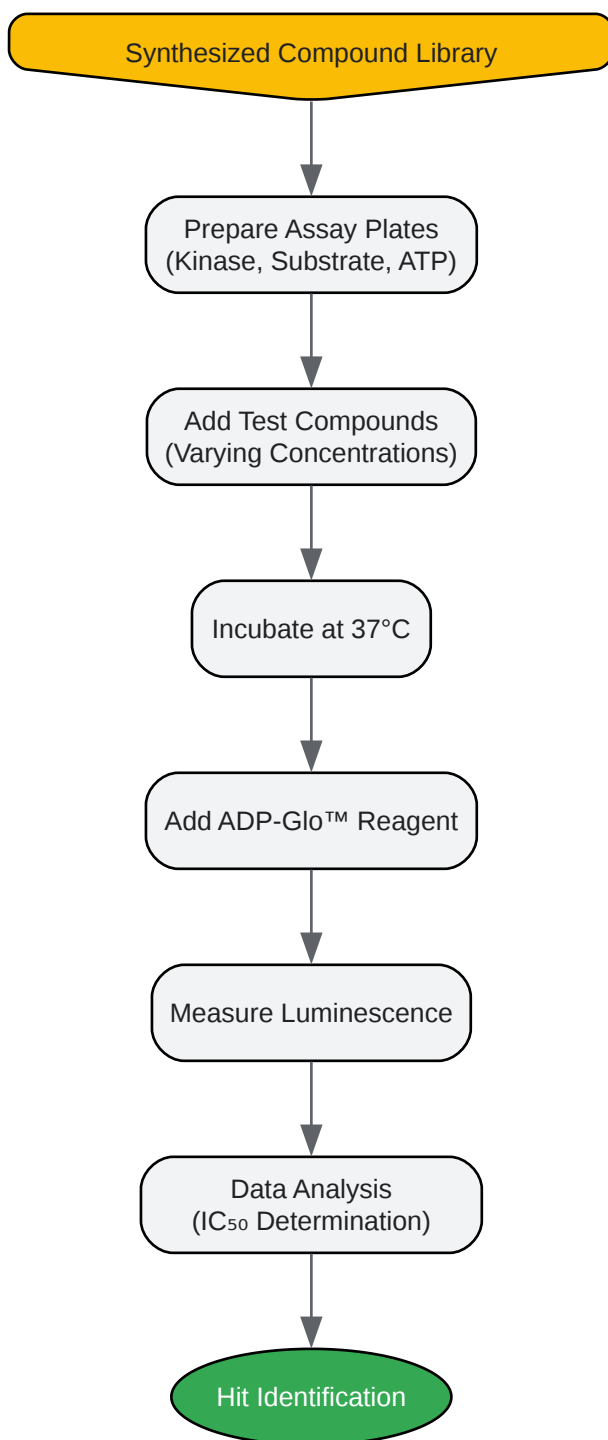 Synthesized Compound Library
Prepare Assay Plates
(Kinase, Substrate, ATP)
Add Test Compounds
(Varying Concentrations)
Incubate at 37°C
Add ADP-Glo™ Reagent
Measure Luminescence
Data Analysis
(IC₅₀ Determination)
Hit Identification